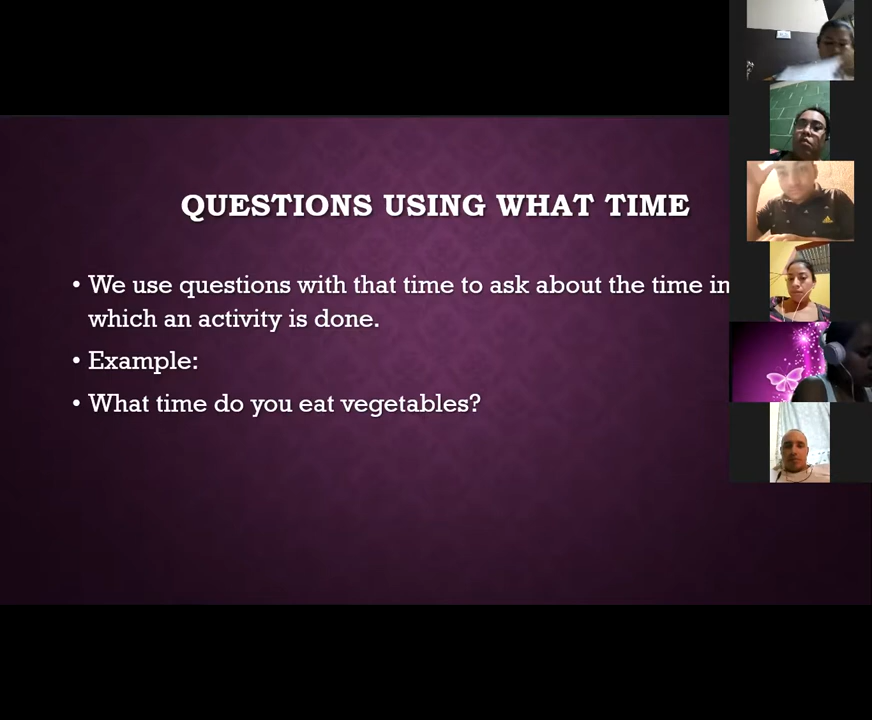 QUESTIONS USING WHAT TIME
• We use questions with that time to ask about the time in
which an activity is done.
• Example:
• What time do you eat vegetables?